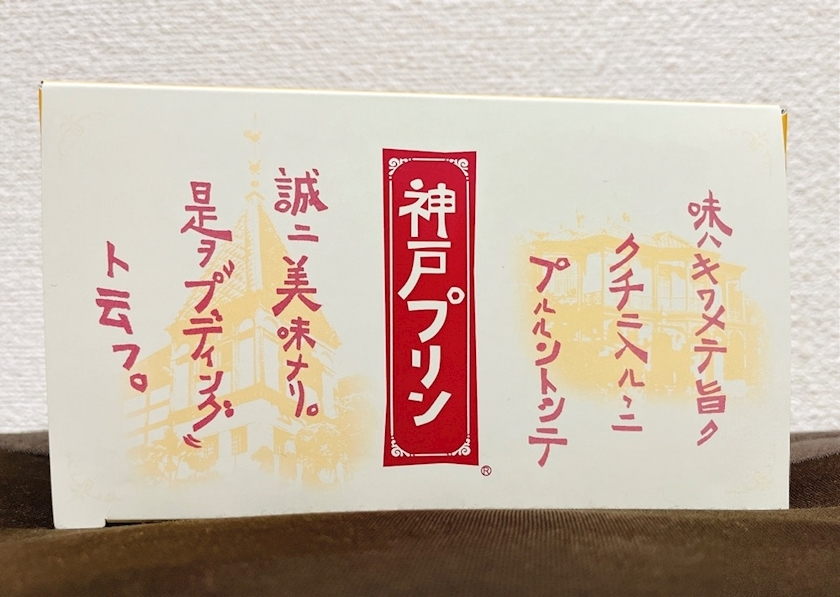 味ハキワメテ旨ク
クチニ入ルヽニ
プルルントシテ
神戸プリン
®
誠ニ美味ナリ。
是ヲプディング〟
ト云フ。